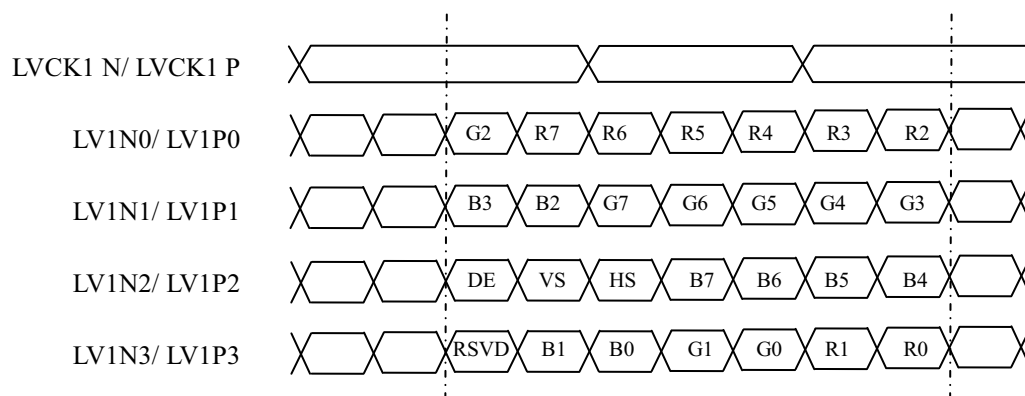 LVCK1 N/ LVCK1 P
LV1N0/ LV1P0 G2 R7 R6 R5 R4 R3 R2
LV1N1/ LV1P1 B3 B2 G7 G6 G5 G4 G3
LV1N2/ LV1P2 DE VS HS B7 B6 B5 B4
LV1N3/ LV1P3 RSVD B1 B0 G1 G0 R1 R0